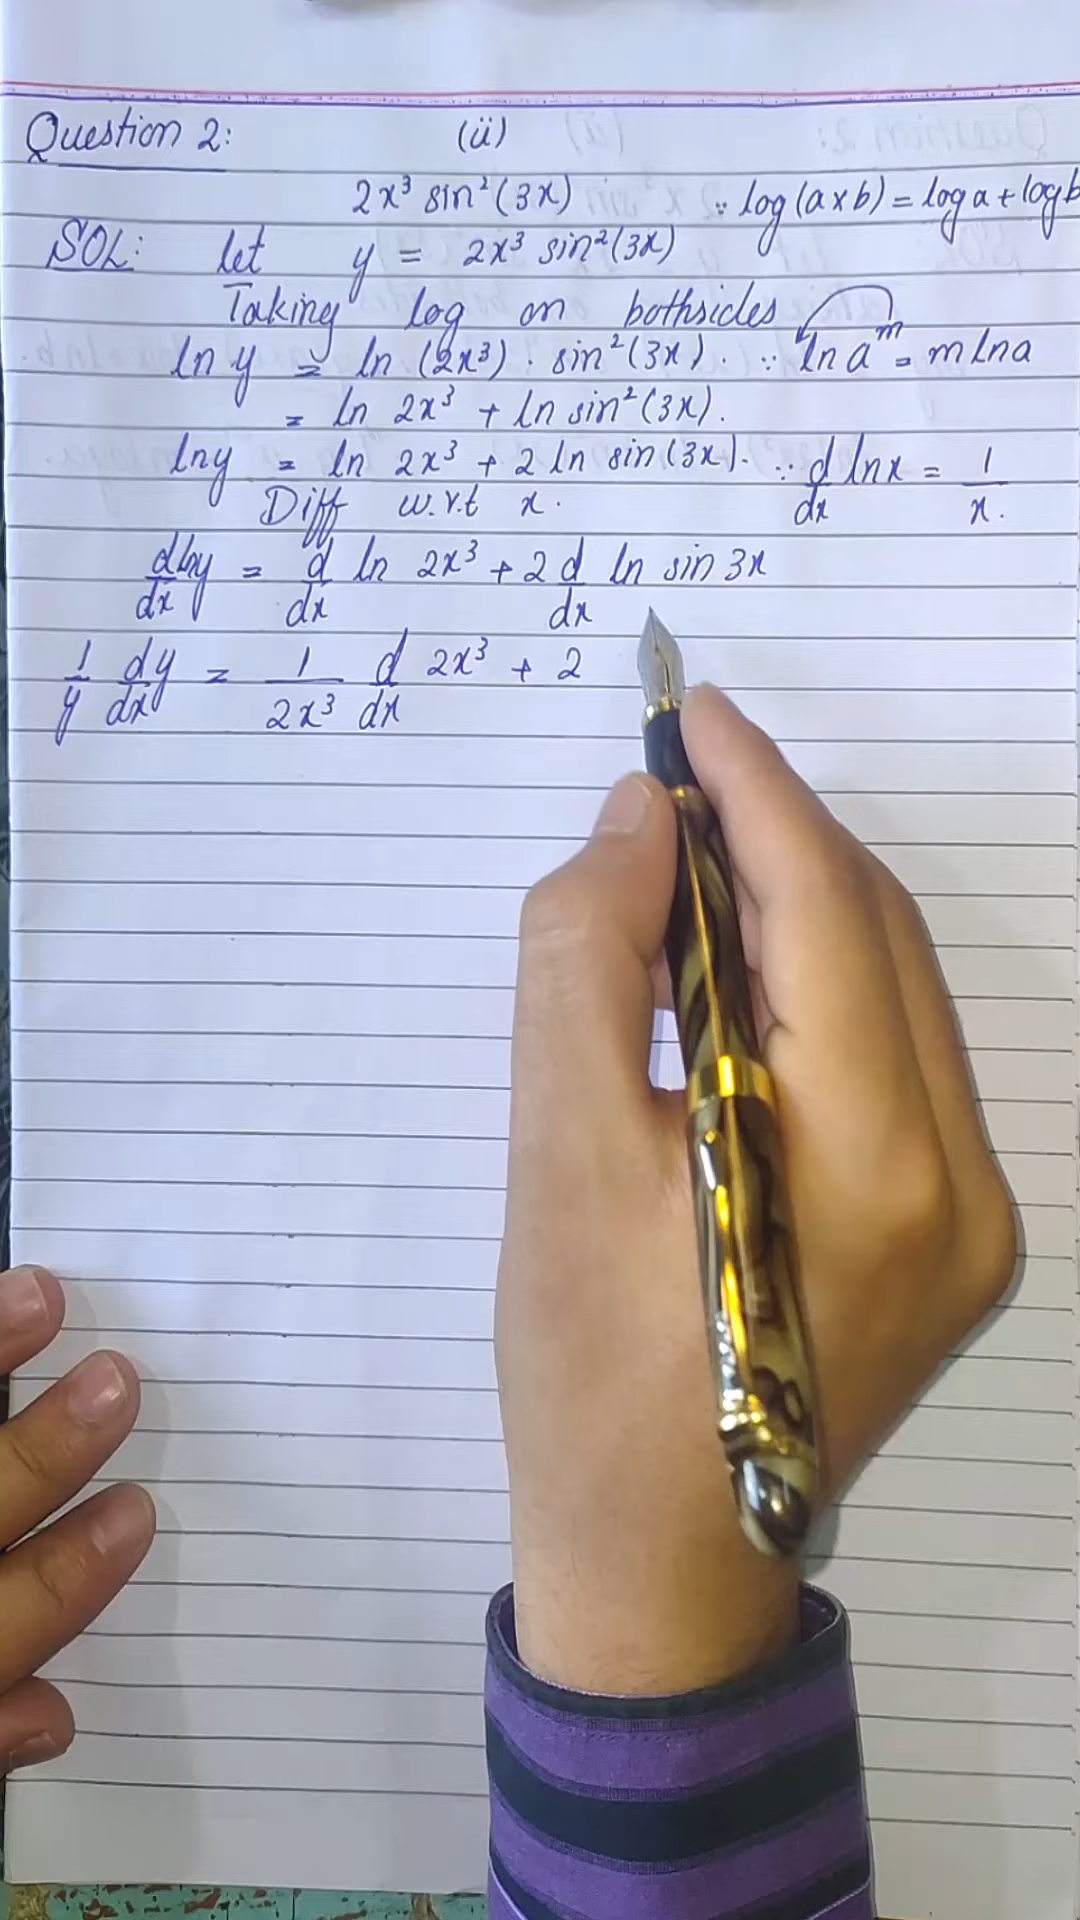 Question 2: (ii)
2x³ sin²(3x) ∵ log(a×b) = log a + log b
SOL: let y = 2x³ sin²(3x)
Taking log on bothsides
ln y = ln (2x³) · sin²(3x). ∵ ln aᵐ = m ln a
= ln 2x³ + ln sin²(3x).
ln y = ln 2x³ + 2 ln sin(3x). ∵ d/dx ln x = 1/x.
Diff w.r.t x.
d ln y/dx = d/dx ln 2x³ + 2 d/dx ln sin 3x
1/y dy/dx = 1/2x³ d/dx 2x³ + 2